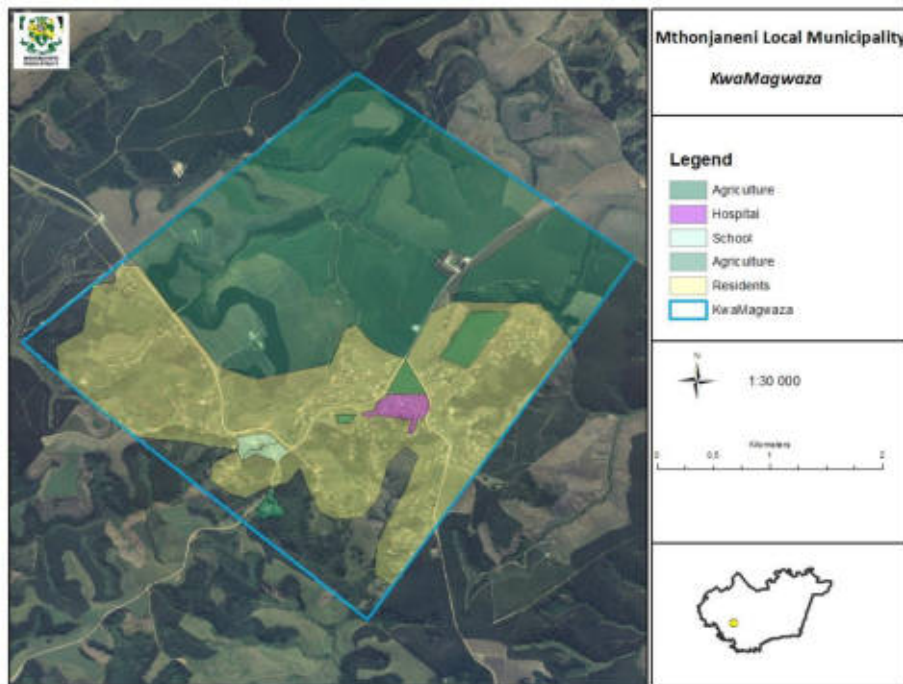 Mthonjaneni Local Municipality
KwaMagwaza
Legend
Agriculture
Hospital
School
Agriculture
Residents
KwaMagwaza
N
1:30 000
Kilometers
0 0,5 1 2